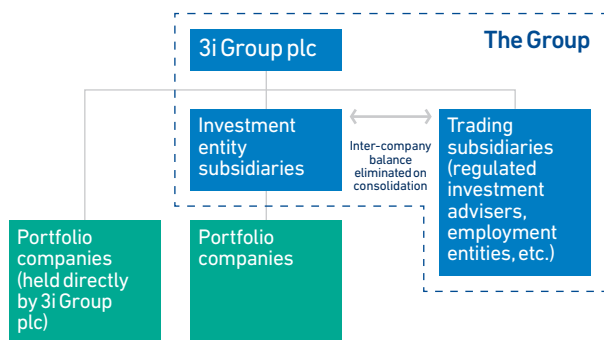 3i Group plc
The Group
Investment
entity
subsidiaries
Inter-company
balance
eliminated on
consolidation
Trading
subsidiaries
(regulated
investment
advisers,
employment
entities, etc.)
Portfolio
companies
(held directly
by 3i Group
plc)
Portfolio
companies